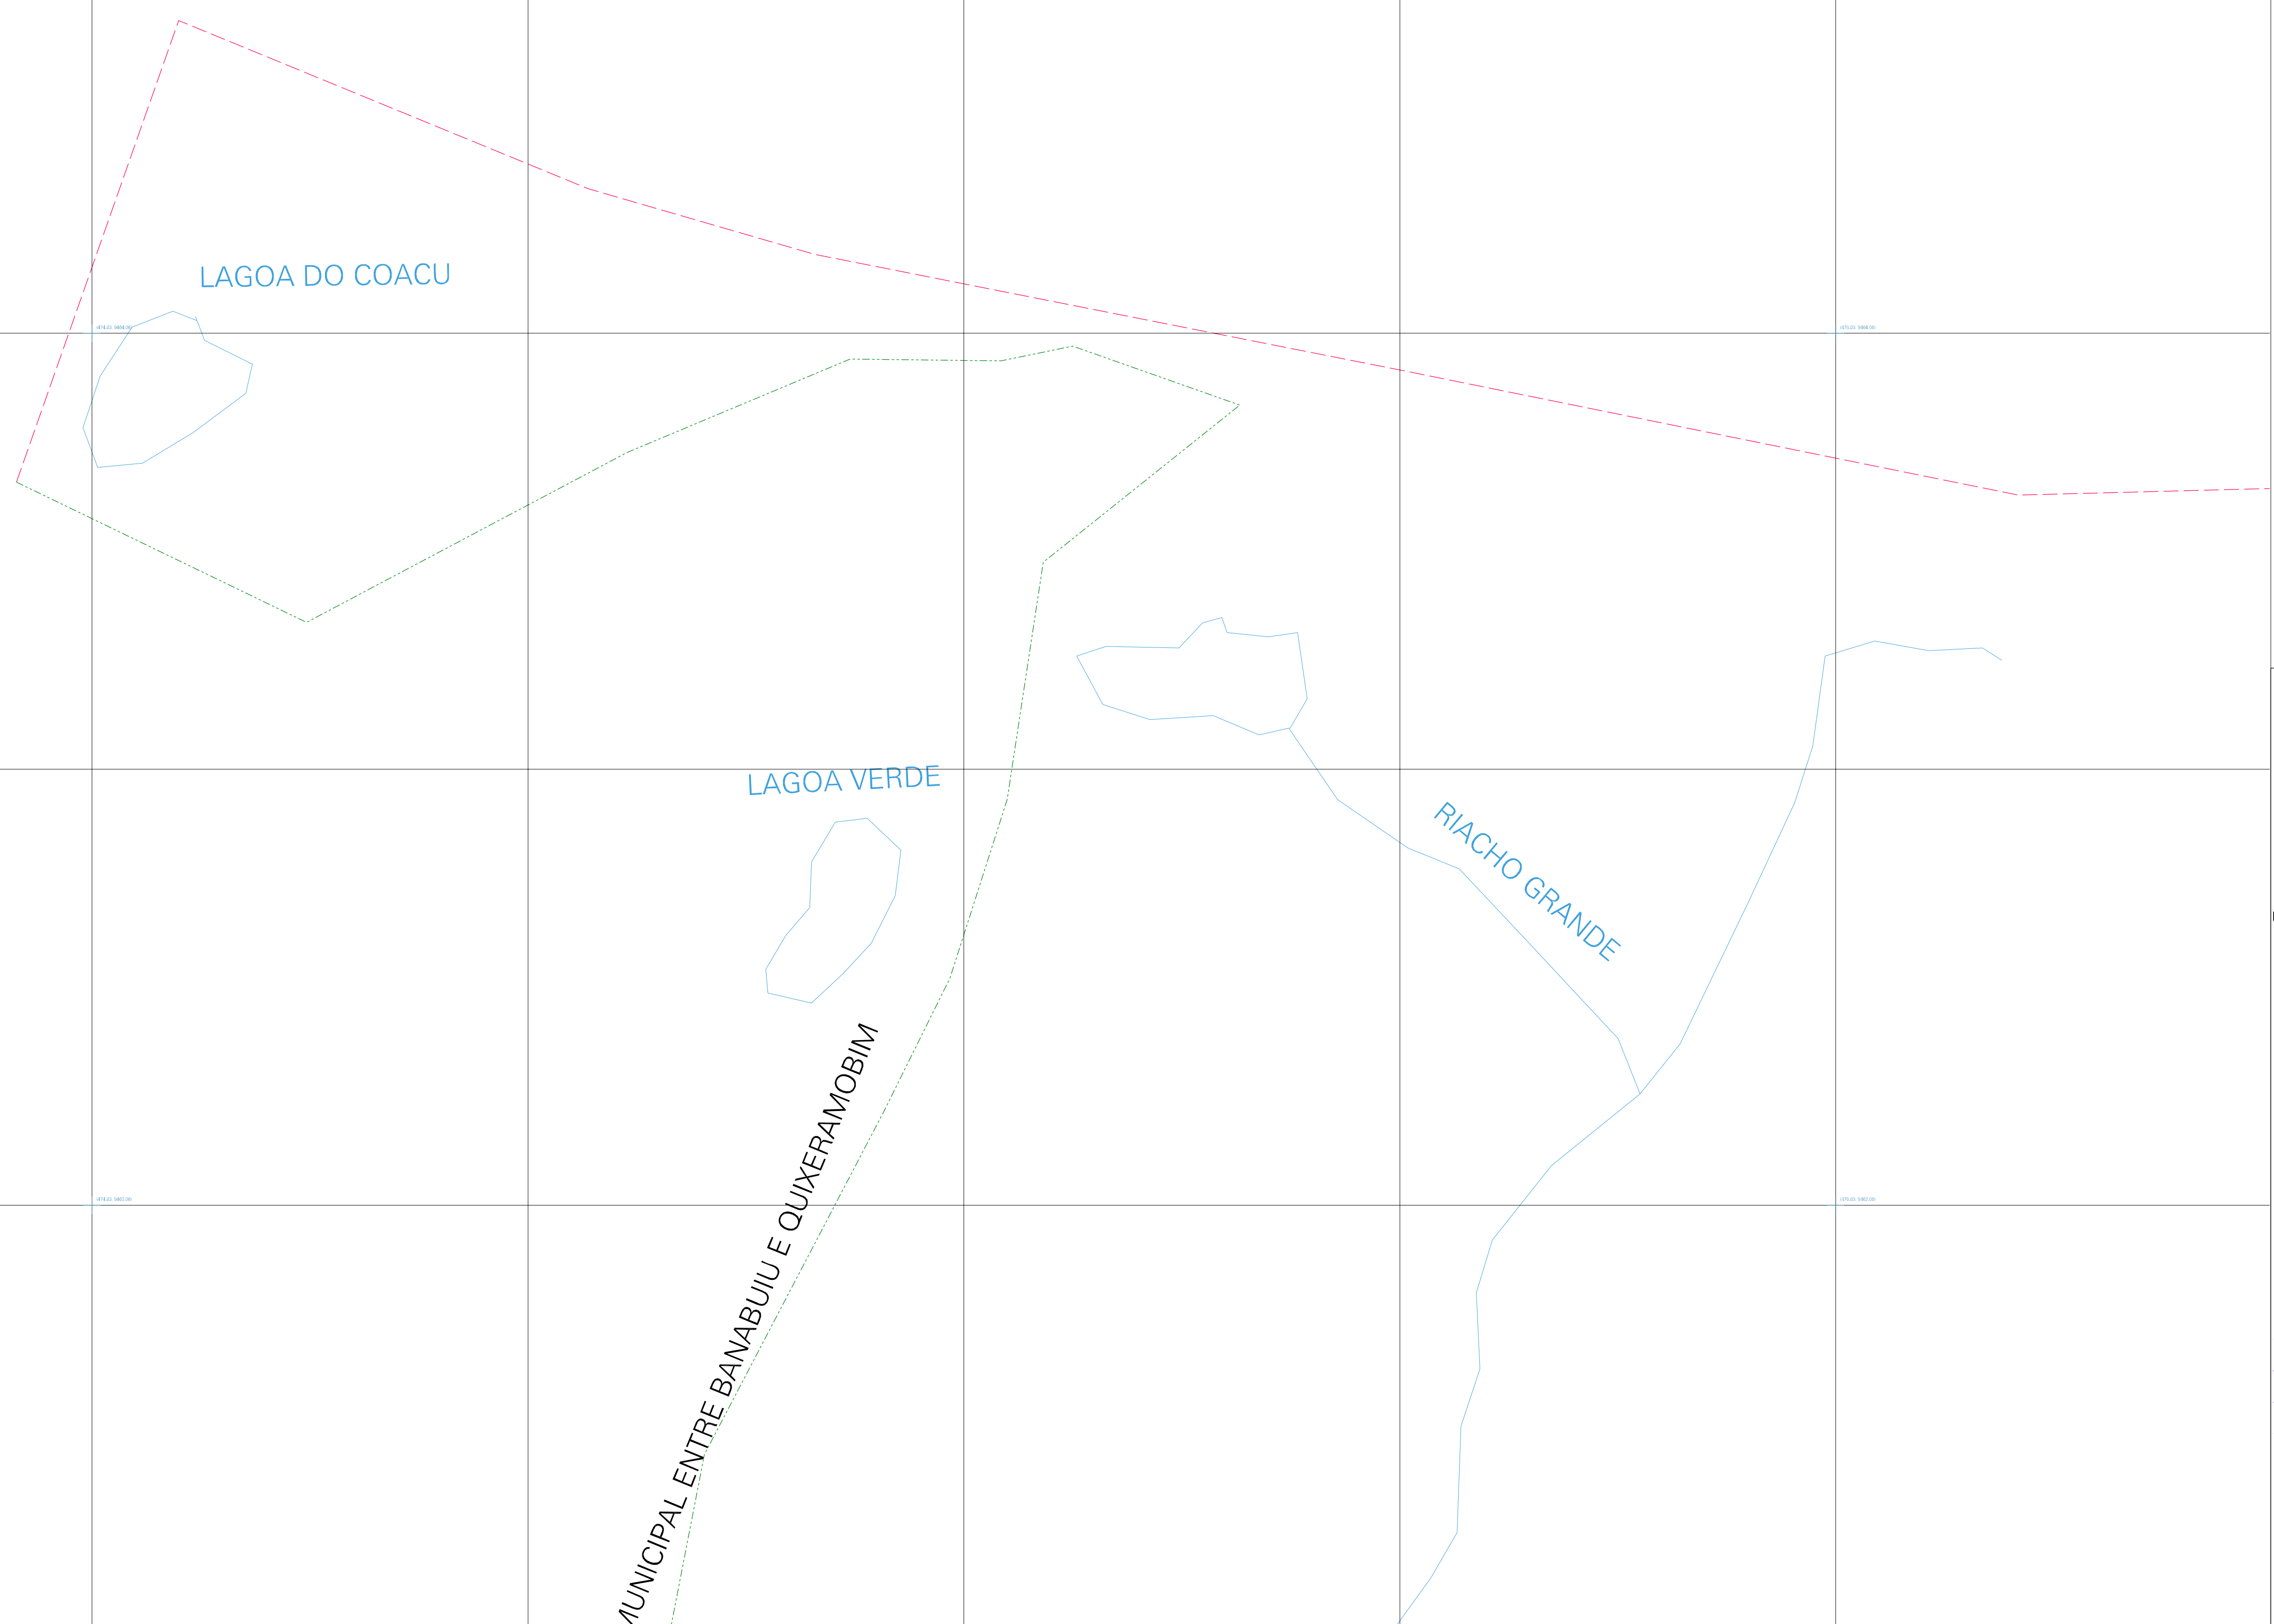 LAGOA DO COACU
LAGOA VERDE
RIACHO GRANDE
MUNICIPAL ENTRE BANABUIU E QUIXERAMOBIM